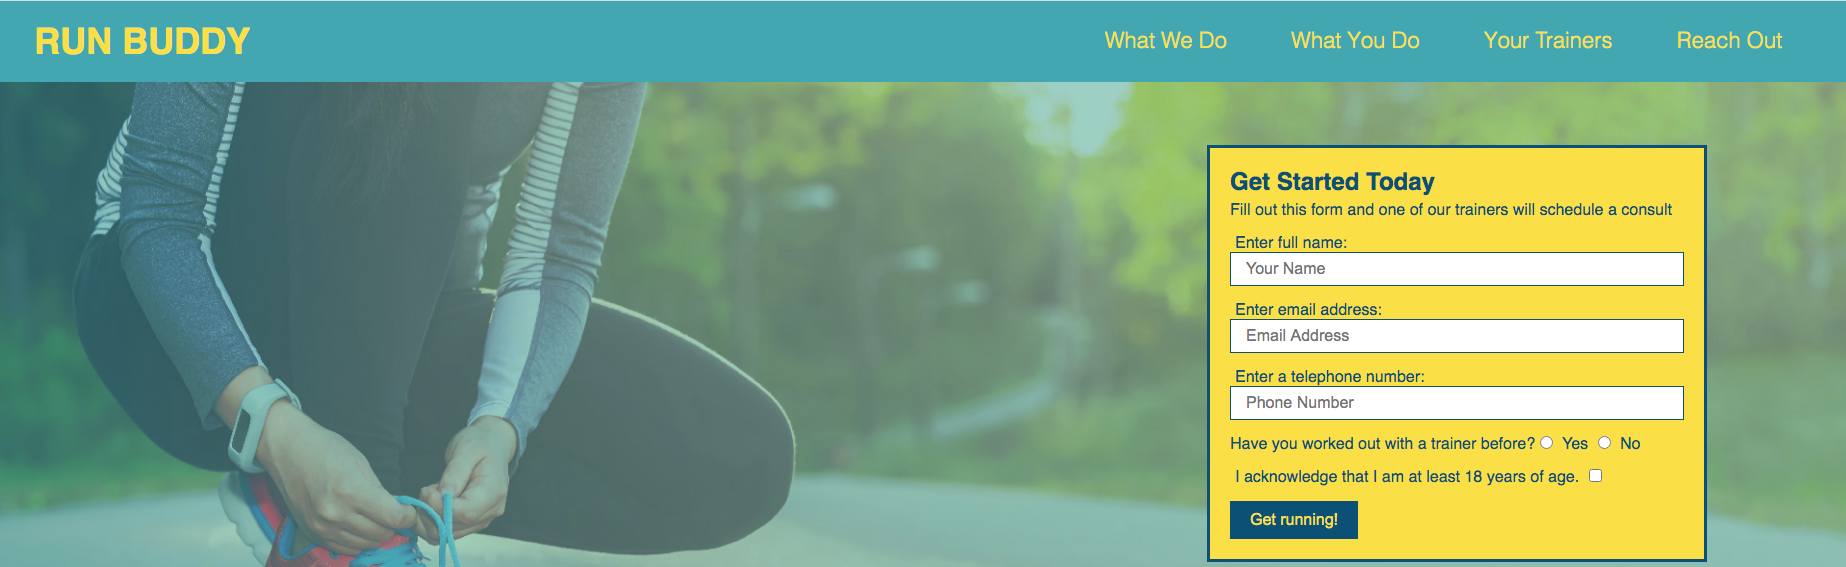 RUN BUDDY
What We Do What You Do Your Trainers Reach Out
Get Started Today
Fill out this form and one of our trainers will schedule a consult
Enter full name:
Your Name
Enter email address:
Email Address
Enter a telephone number:
Phone Number
Have you worked out with a trainer before? Yes No
I acknowledge that I am at least 18 years of age.
Get running!